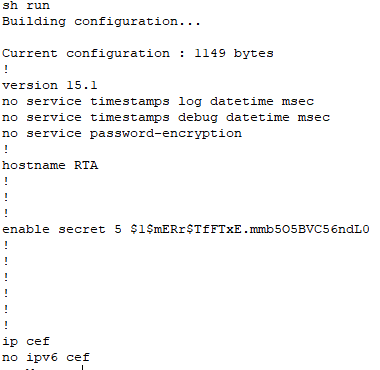 sh run
Building configuration...
Current configuration : 1149 bytes
!
version 15.1
no service timestamps log datetime msec
no service timestamps debug datetime msec
no service password-encryption
!
hostname RTA
!
!
!
enable secret 5 $1$mERr$TfFTxE.mmb5O5BVC56ndL0
!
!
!
!
!
!
ip cef
no ipv6 cef